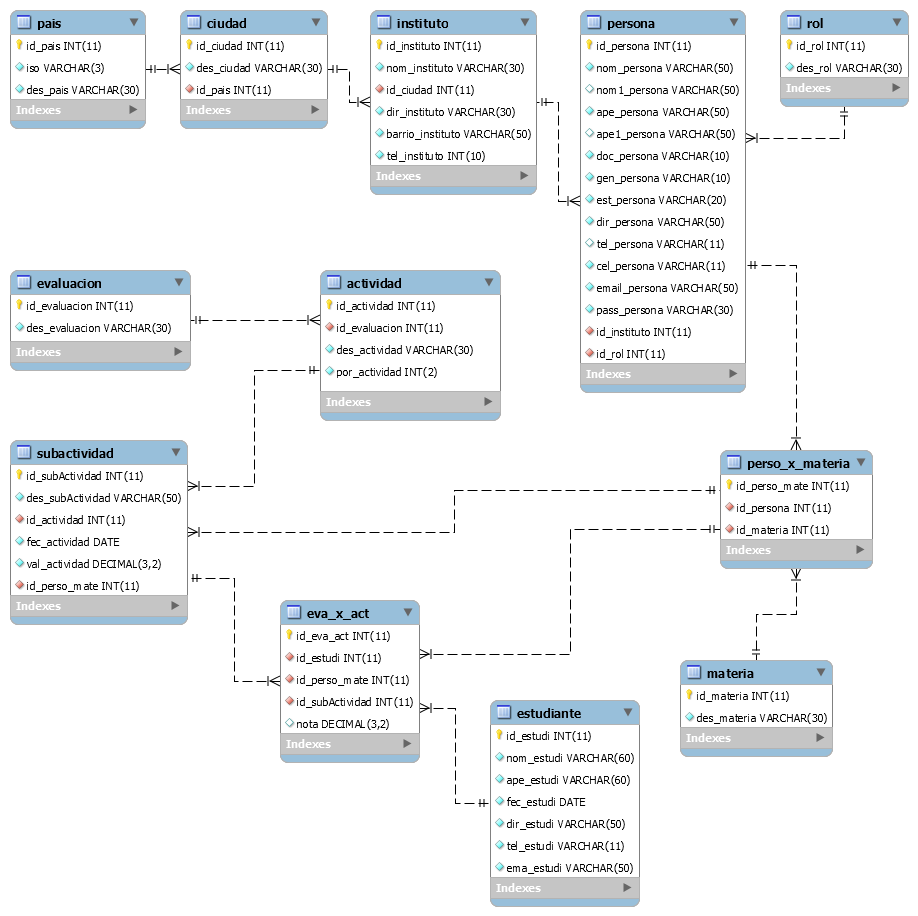 pais
id_pais INT(11)
iso VARCHAR(3)
des_pais VARCHAR(30)
Indexes
ciudad
id_ciudad INT(11)
des_ciudad VARCHAR(30)
id_pais INT(11)
Indexes
instituto
id_instituto INT(11)
nom_instituto VARCHAR(30)
id_ciudad INT(11)
dir_instituto VARCHAR(30)
barrio_instituto VARCHAR(50)
tel_instituto INT(10)
Indexes
persona
id_persona INT(11)
nom_persona VARCHAR(50)
nom1_persona VARCHAR(50)
ape_persona VARCHAR(50)
ape1_persona VARCHAR(50)
doc_persona VARCHAR(10)
gen_persona VARCHAR(10)
est_persona VARCHAR(20)
dir_persona VARCHAR(50)
tel_persona VARCHAR(11)
cel_persona VARCHAR(11)
email_persona VARCHAR(50)
pass_persona VARCHAR(30)
id_instituto INT(11)
id_rol INT(11)
Indexes
rol
id_rol INT(11)
des_rol VARCHAR(30)
Indexes
evaluacion
id_evaluacion INT(11)
des_evaluacion VARCHAR(30)
Indexes
actividad
id_actividad INT(11)
id_evaluacion INT(11)
des_actividad VARCHAR(30)
por_actividad INT(2)
Indexes
subactividad
id_subActividad INT(11)
des_subActividad VARCHAR(50)
id_actividad INT(11)
fec_actividad DATE
val_actividad DECIMAL(3,2)
id_perso_mate INT(11)
Indexes
perso_x_materia
id_perso_mate INT(11)
id_persona INT(11)
id_materia INT(11)
Indexes
eva_x_act
id_eva_act INT(11)
id_estudi INT(11)
id_perso_mate INT(11)
id_subActividad INT(11)
nota DECIMAL(3,2)
Indexes
materia
id_materia INT(11)
des_materia VARCHAR(30)
Indexes
estudiante
id_estudi INT(11)
nom_estudi VARCHAR(60)
ape_estudi VARCHAR(60)
fec_estudi DATE
dir_estudi VARCHAR(50)
tel_estudi VARCHAR(11)
ema_estudi VARCHAR(50)
Indexes